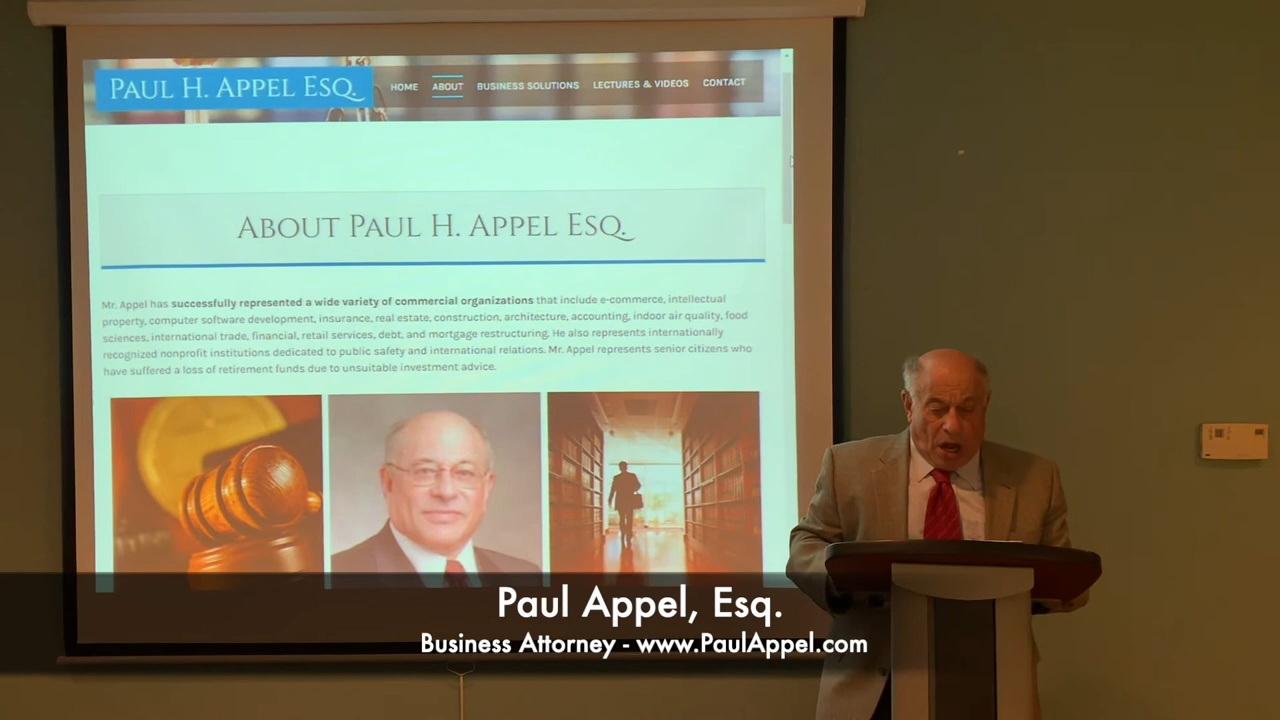 PAUL H. APPEL ESQ.
HOME ABOUT BUSINESS SOLUTIONS LECTURES & VIDEOS CONTACT
ABOUT PAUL H. APPEL ESQ.
Mr. Appel has successfully represented a wide variety of commercial organizations that include e-commerce, intellectual
property, computer software development, insurance, real estate, construction, architecture, accounting, indoor air quality, food
sciences, international trade, financial, retail services, debt, and mortgage restructuring. He also represents internationally
recognized nonprofit institutions dedicated to public safety and international relations. Mr. Appel represents senior citizens who
have suffered a loss of retirement funds due to unsuitable investment advice.
Paul Appel, Esq.
Business Attorney - www.PaulAppel.com